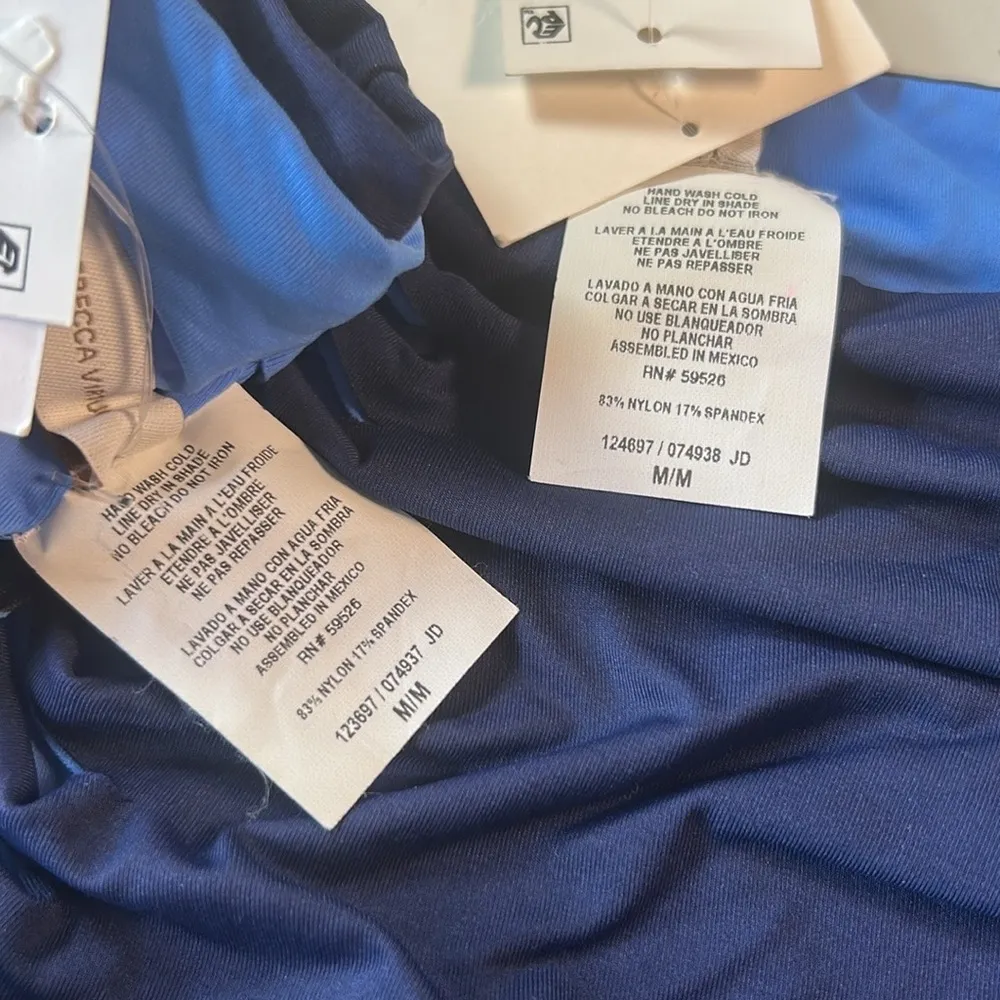 HAND WASH COLD
LINE DRY IN SHADE
NO BLEACH DO NOT IRON
LAVER A LA MAIN A L'EAU FROIDE
ETENDRE A L'OMBRE
NE PAS JAVELLISER
NE PAS REPASSER
LAVADO A MANO CON AGUA FRIA
COLGAR A SECAR EN LA SOMBRA
NO USE BLANQUEADOR
NO PLANCHAR
ASSEMBLED IN MEXICO
RN# 59526
83% NYLON 17% SPANDEX
124697 / 074938 JD
M/M
HAND WASH COLD
LINE DRY IN SHADE
NO BLEACH DO NOT IRON
LAVER A LA MAIN A L'EAU FROIDE
ETENDRE A L'OMBRE
NE PAS JAVELLISER
NE PAS REPASSER
LAVADO A MANO CON AGUA FRIA
COLGAR A SECAR EN LA SOMBRA
NO USE BLANQUEADOR
NO PLANCHAR
ASSEMBLED IN MEXICO
RN# 59526
83% NYLON 17% SPANDEX
123697 / 074937 JD
M/M